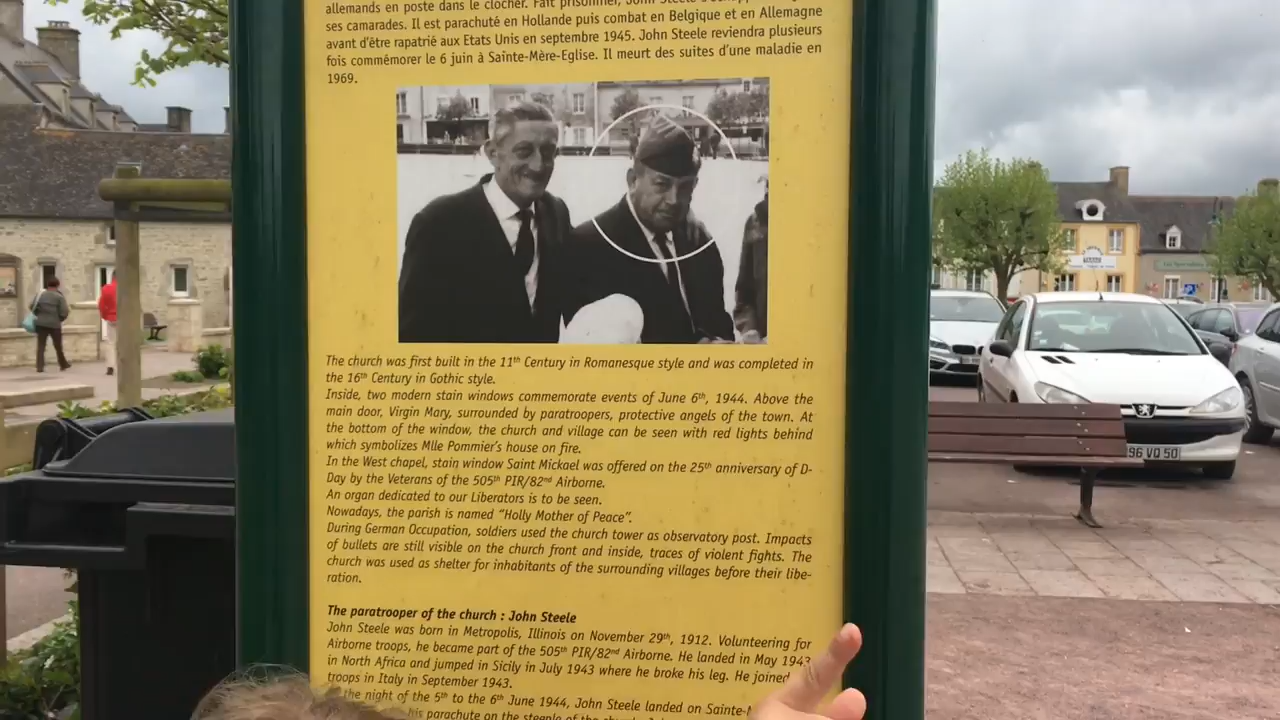 allemands en poste dans le clocher. Fait prisonnier, John Steele s'échappe
ses camarades. Il est parachuté en Hollande puis combat en Belgique et en Allemagne
avant d'être rapatrié aux Etats Unis en septembre 1945. John Steele reviendra plusieurs
fois commémorer le 6 juin à Sainte-Mère-Eglise. Il meurt des suites d'une maladie en
1969.
The church was first built in the 11th Century in Romanesque style and was completed in
the 16th Century in Gothic style.
Inside, two modern stain windows commemorate events of June 6th, 1944. Above the
main door, Virgin Mary, surrounded by paratroopers, protective angels of the town. At
the bottom of the window, the church and village can be seen with red lights behind
which symbolizes Mlle Pommier's house on fire.
In the West chapel, stain window Saint Mickael was offered on the 25th anniversary of D-
Day by the Veterans of the 505th PIR/82nd Airborne.
An organ dedicated to our Liberators is to be seen.
Nowadays, the parish is named "Holly Mother of Peace".
During German Occupation, soldiers used the church tower as observatory post. Impacts
of bullets are still visible on the church front and inside, traces of violent fights. The
church was used as shelter for inhabitants of the surrounding villages before their libe-
ration.
The paratrooper of the church : John Steele
John Steele was born in Metropolis, Illinois on November 29th, 1912. Volunteering for
Airborne troops, he became part of the 505th PIR/82nd Airborne. He landed in May 1943
in North Africa and jumped in Sicily in July 1943 where he broke his leg. He joined
troops in Italy in September 1943.
the night of the 5th to the 6th June 1944, John Steele landed on Sainte-
his parachute on the steeple of the church.
96 VQ 50